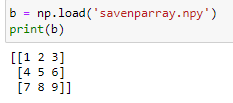 b = np.load('savenparray.npy')
print(b)
[[1 2 3]
 [4 5 6]
 [7 8 9]]